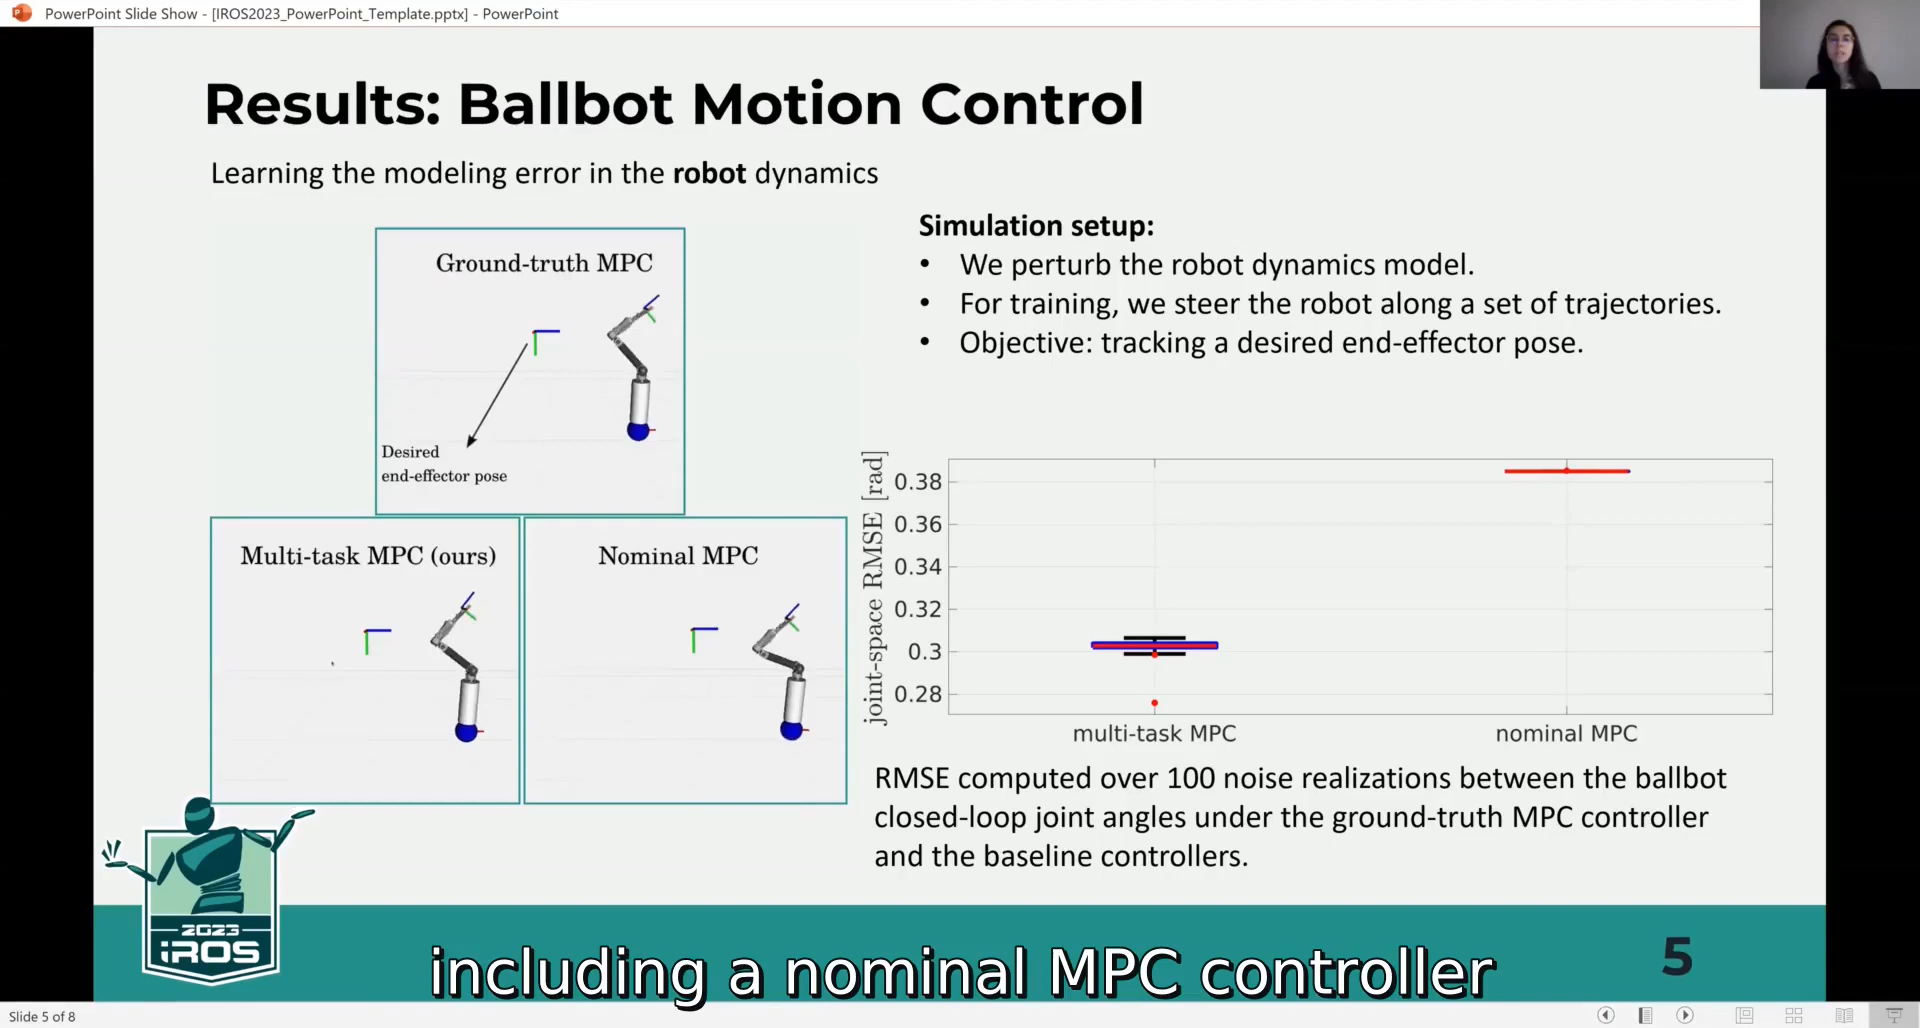 PowerPoint Slide Show - [IROS2023_PowerPoint_Template.pptx] - PowerPoint
Results: Ballbot Motion Control
Learning the modeling error in the robot dynamics
Ground-truth MPC
Desired
end-effector pose
Multi-task MPC (ours)
Nominal MPC
Simulation setup:
• We perturb the robot dynamics model.
• For training, we steer the robot along a set of trajectories.
• Objective: tracking a desired end-effector pose.
joint-space RMSE [rad]
0.38
0.36
0.34
0.32
0.3
0.28
multi-task MPC
nominal MPC
RMSE computed over 100 noise realizations between the ballbot
closed-loop joint angles under the ground-truth MPC controller
and the baseline controllers.
2023
iROS
including a nominal MPC controller
5
Slide 5 of 8